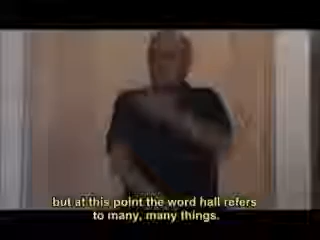 but at this point the word hall refers
to many, many things.